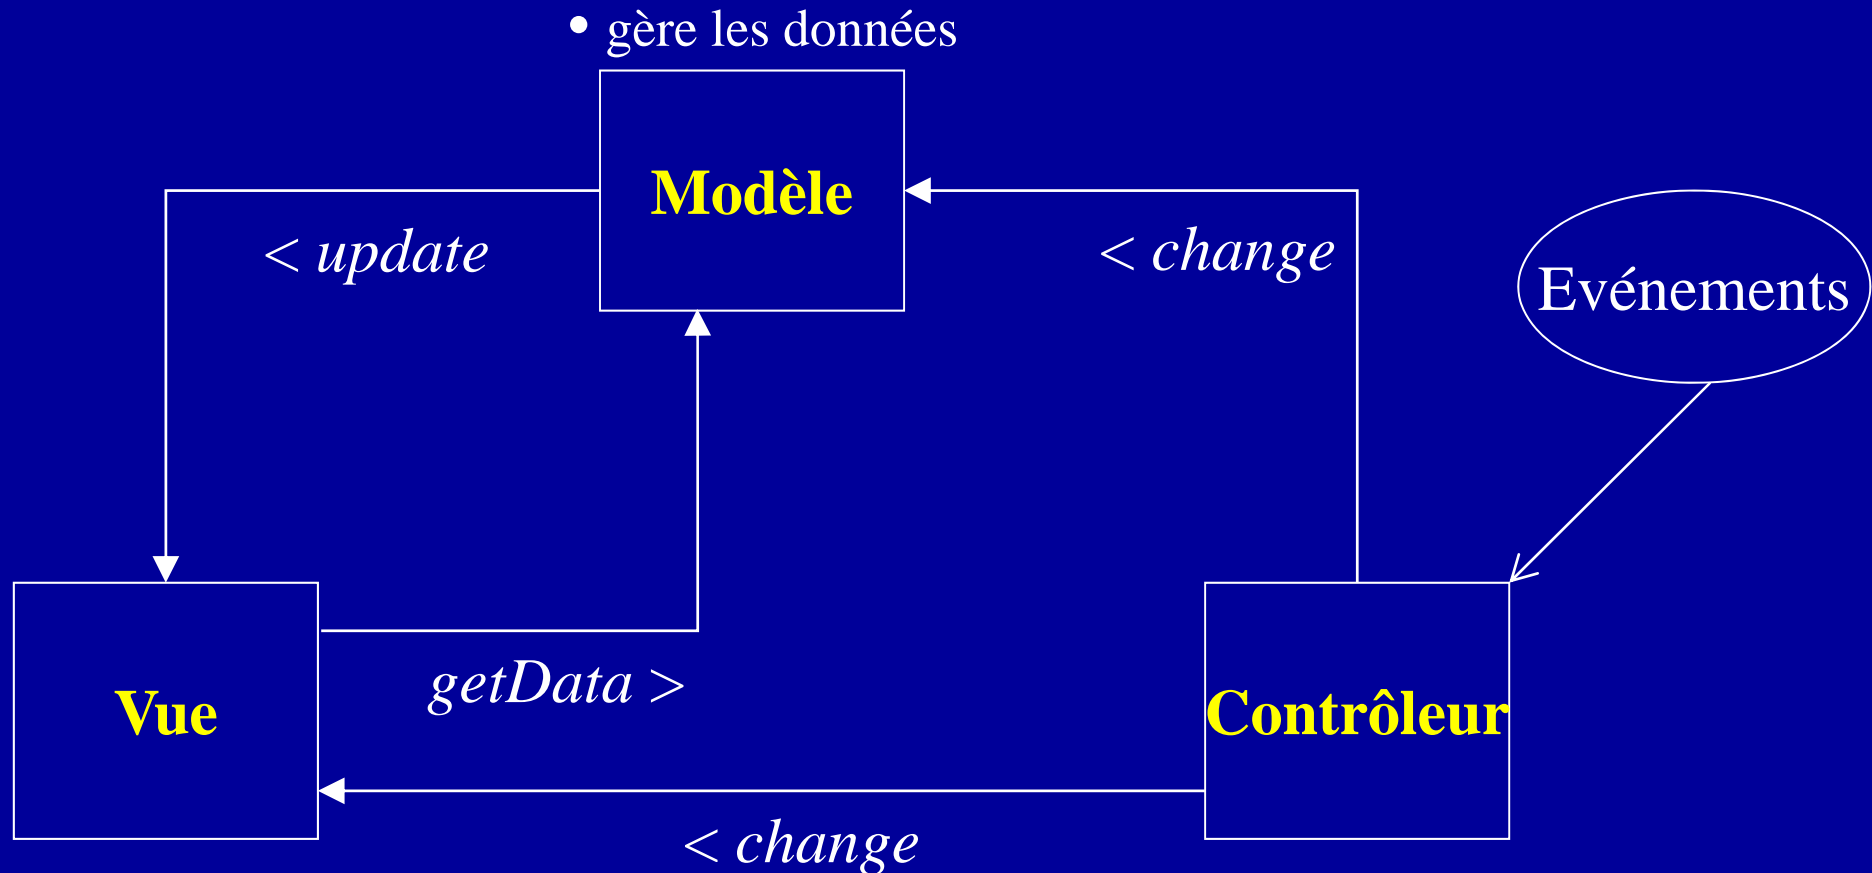 • gère les données
Modèle
< update
< change
Evénements
getData >
Vue
Contrôleur
< change